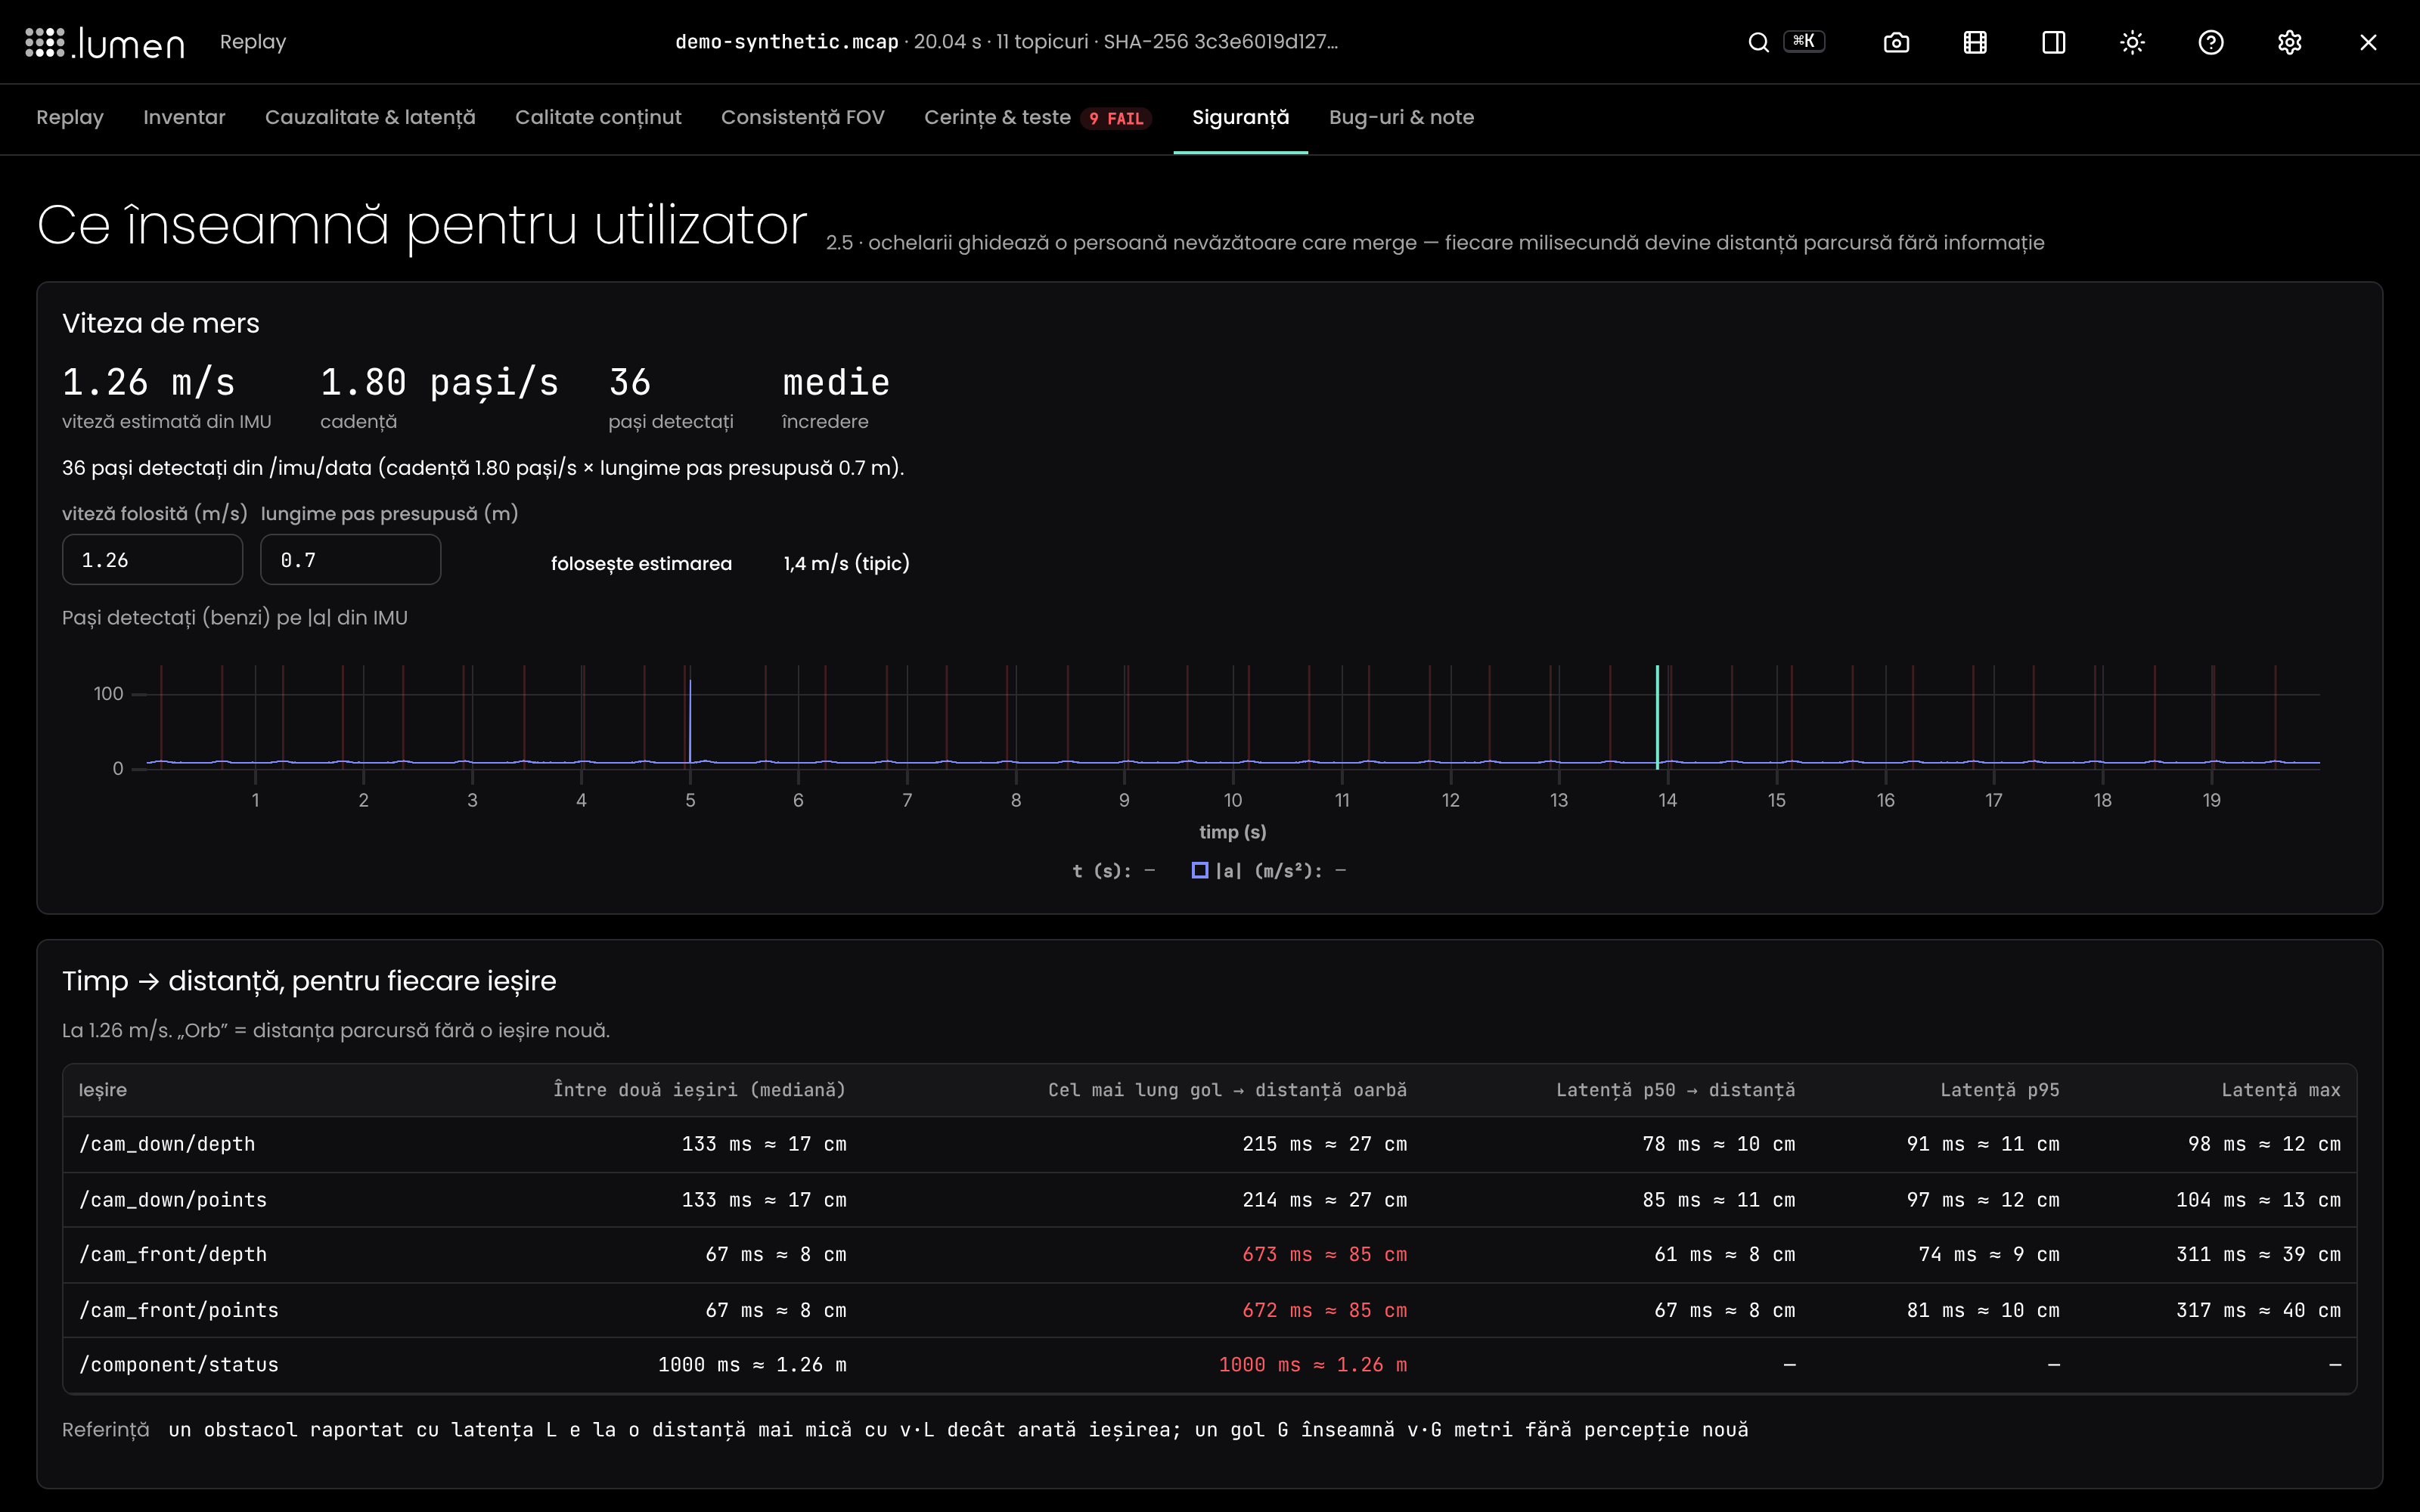 .lumen Replay demo-synthetic.mcap · 20.04 s · 11 topicuri · SHA-256 3c3e6019d127… ⌘K
Replay Inventar Cauzalitate & latență Calitate conținut Consistență FOV Cerințe & teste 9 FAIL Siguranță Bug-uri & note
Ce înseamnă pentru utilizator 2.5 · ochelarii ghidează o persoană nevăzătoare care merge — fiecare milisecundă devine distanță parcursă fără informație
Viteza de mers
1.26 m/s 1.80 pași/s 36 medie
viteză estimată din IMU cadență pași detectați încredere
36 pași detectați din /imu/data (cadență 1.80 pași/s × lungime pas presupusă 0.7 m).
viteză folosită (m/s) lungime pas presupusă (m)
1.26 0.7 folosește estimarea 1,4 m/s (tipic)
Pași detectați (benzi) pe |a| din IMU
100
0
1 2 3 4 5 6 7 8 9 10 11 12 13 14 15 16 17 18 19
timp (s)
t (s): — |a| (m/s²): —
Timp → distanță, pentru fiecare ieșire
La 1.26 m/s. „Orb” = distanța parcursă fără o ieșire nouă.
Ieșire Între două ieșiri (mediană) Cel mai lung gol → distanță oarbă Latență p50 → distanță Latență p95 Latență max
/cam_down/depth 133 ms ≈ 17 cm 215 ms ≈ 27 cm 78 ms ≈ 10 cm 91 ms ≈ 11 cm 98 ms ≈ 12 cm
/cam_down/points 133 ms ≈ 17 cm 214 ms ≈ 27 cm 85 ms ≈ 11 cm 97 ms ≈ 12 cm 104 ms ≈ 13 cm
/cam_front/depth 67 ms ≈ 8 cm 673 ms ≈ 85 cm 61 ms ≈ 8 cm 74 ms ≈ 9 cm 311 ms ≈ 39 cm
/cam_front/points 67 ms ≈ 8 cm 672 ms ≈ 85 cm 67 ms ≈ 8 cm 81 ms ≈ 10 cm 317 ms ≈ 40 cm
/component/status 1000 ms ≈ 1.26 m 1000 ms ≈ 1.26 m — — —
Referință un obstacol raportat cu latența L e la o distanță mai mică cu v·L decât arată ieșirea; un gol G înseamnă v·G metri fără percepție nouă